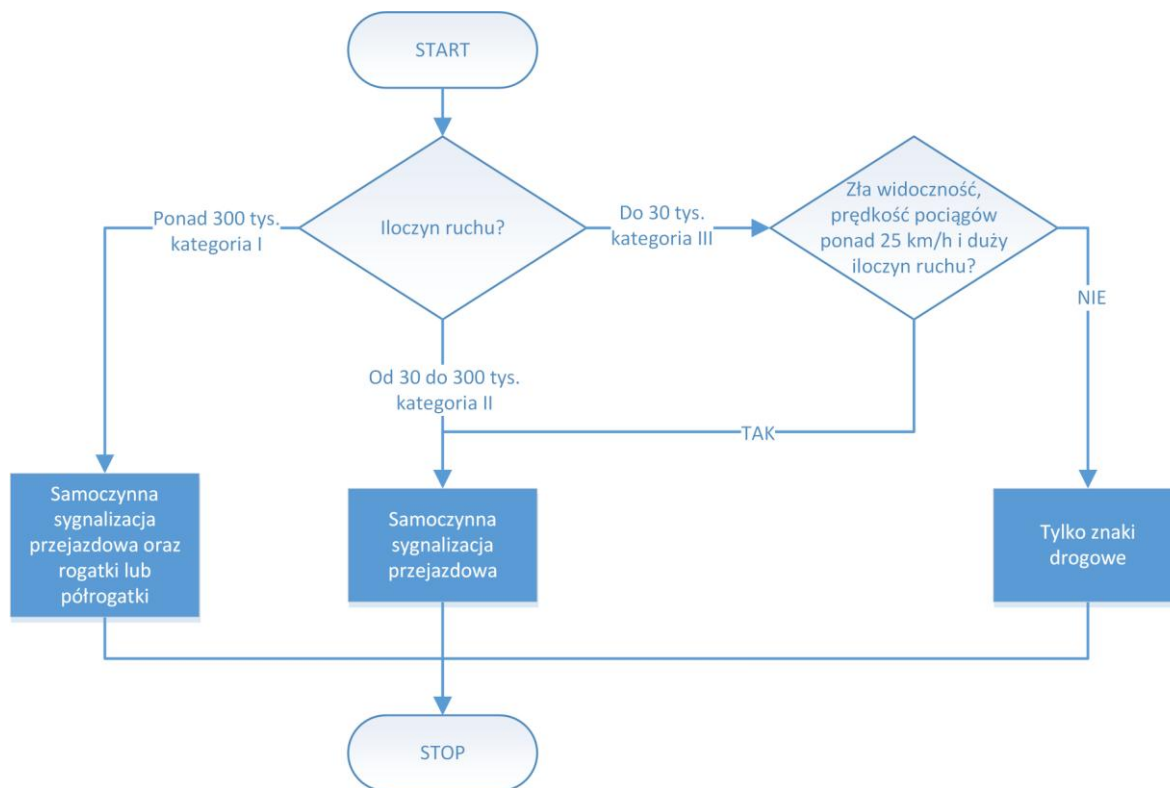 START
Iloczyn ruchu?
Ponad 300 tys.
kategoria I
Do 30 tys.
kategoria III
Zła widoczność,
prędkość pociągów
ponad 25 km/h i duży
iloczyn ruchu?
NIE
Od 30 do 300 tys.
kategoria II
TAK
Samoczynna
sygnalizacja
przejazdowa oraz
rogatki lub
półrogatki
Samoczynna
sygnalizacja
przejazdowa
Tylko znaki
drogowe
STOP